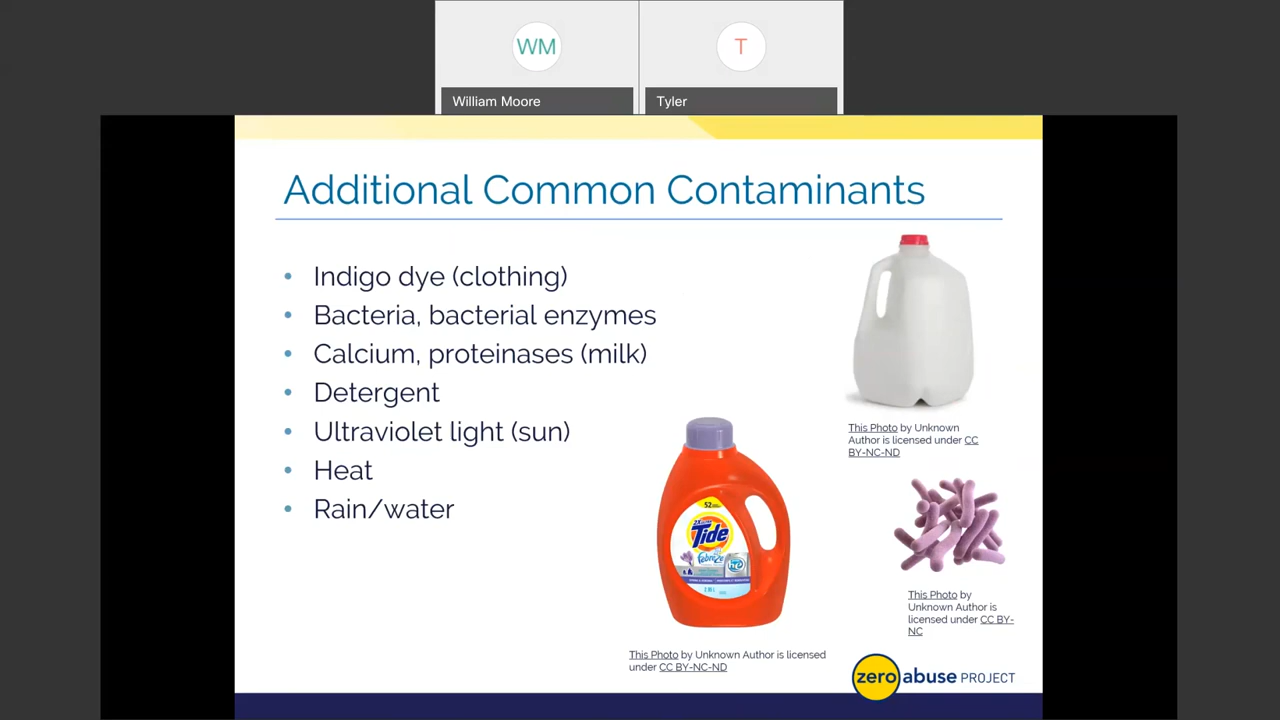 WM
T
William Moore
Tyler
Additional Common Contaminants
• Indigo dye (clothing)
• Bacteria, bacterial enzymes
• Calcium, proteinases (milk)
• Detergent
• Ultraviolet light (sun)
• Heat
• Rain/water
This Photo by Unknown
Author is licensed under CC
BY-NC-ND
52
Tide
febreze
he
This Photo by
Unknown Author is
licensed under CC BY-
NC
This Photo by Unknown Author is licensed
under CC BY-NC-ND
zero abuse PROJECT